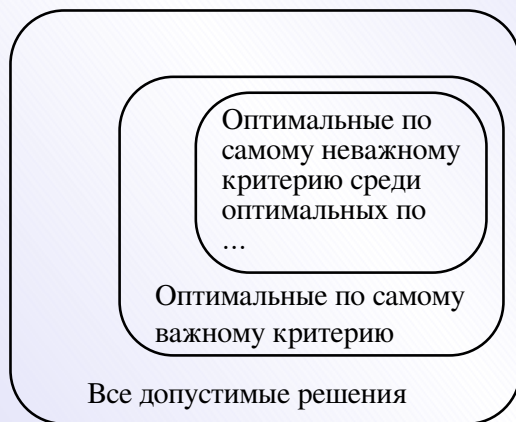 Оптимальные по
самому неважному
критерию среди
оптимальных по
...
Оптимальные по самому
важному критерию
Все допустимые решения